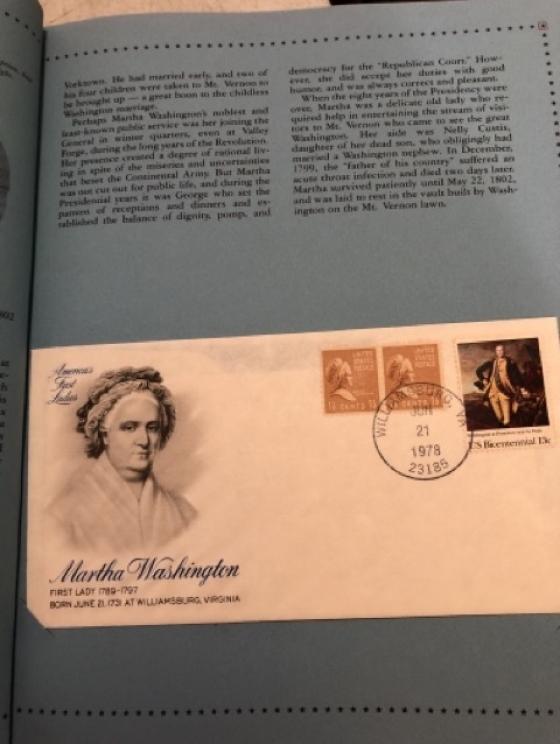 Yorktown. He had married early, and two of
his four children were taken to Mt. Vernon to
be brought up — a great boon to the childless
Washington marriage.
Perhaps Martha Washington's noblest and
least-known public service was her joining the
General in winter quarters, even at Valley
Forge, during the long years of the Revolution.
Her presence created a degree of rational liv-
ing in spite of the miseries and uncertainties
that beset the Continental Army. But Martha
was not cut out for public life, and during the
Presidential years it was George who set the
pattern of receptions and dinners and es-
tablished the balance of dignity, pomp, and
democracy for the "Republican Court." How-
ever, she did accept her duties with good
humor, and was always correct and pleasant.
When the eight years of the Presidency were
over, Martha was a delicate old lady who re-
quired help in entertaining the stream of visi-
tors to Mt. Vernon who came to see the great
Washington. Her aide was Nelly Custis,
daughter of her dead son, who obligingly had
married a Washington nephew. In December,
1799, the "Father of his country" suffered an
acute throat infection and died two days later.
Martha survived patiently until May 22, 1802,
and was laid to rest in the vault built by Wash-
ington on the Mt. Vernon lawn.
America's
First
Ladies
UNITED
STATES
POSTAGE
1½ CENTS 1½
UNITED
STATES
POSTAGE
CENTS
WILLIAMSBURG, VA
JUN
21
1978
23185
US Bicentennial 13c
Martha Washington
FIRST LADY 1789-1797
BORN JUNE 21, 1731 AT WILLIAMSBURG, VIRGINIA